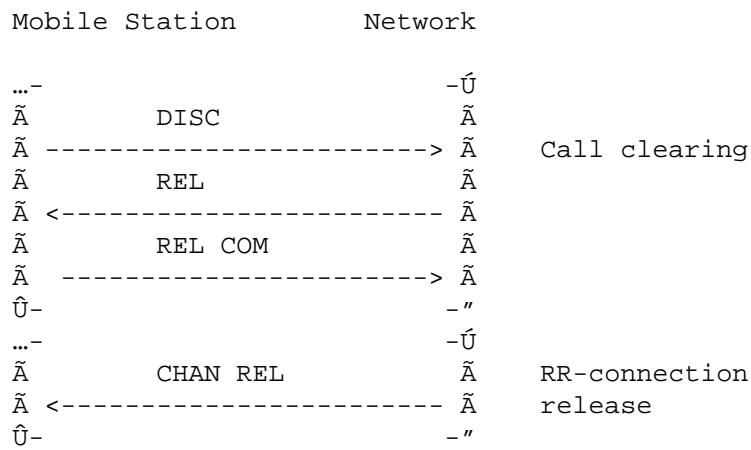 Mobile Station        Network
…-                         -Ú
Ã        DISC              Ã
Ã ------------------------> Ã    Call clearing
Ã        REL               Ã
Ã <------------------------ Ã
Ã        REL COM           Ã
Ã  -----------------------> Ã
Û-                         -"
…-                         -Ú
Ã        CHAN REL          Ã    RR-connection
Ã <------------------------ Ã    release
Û-                         -"